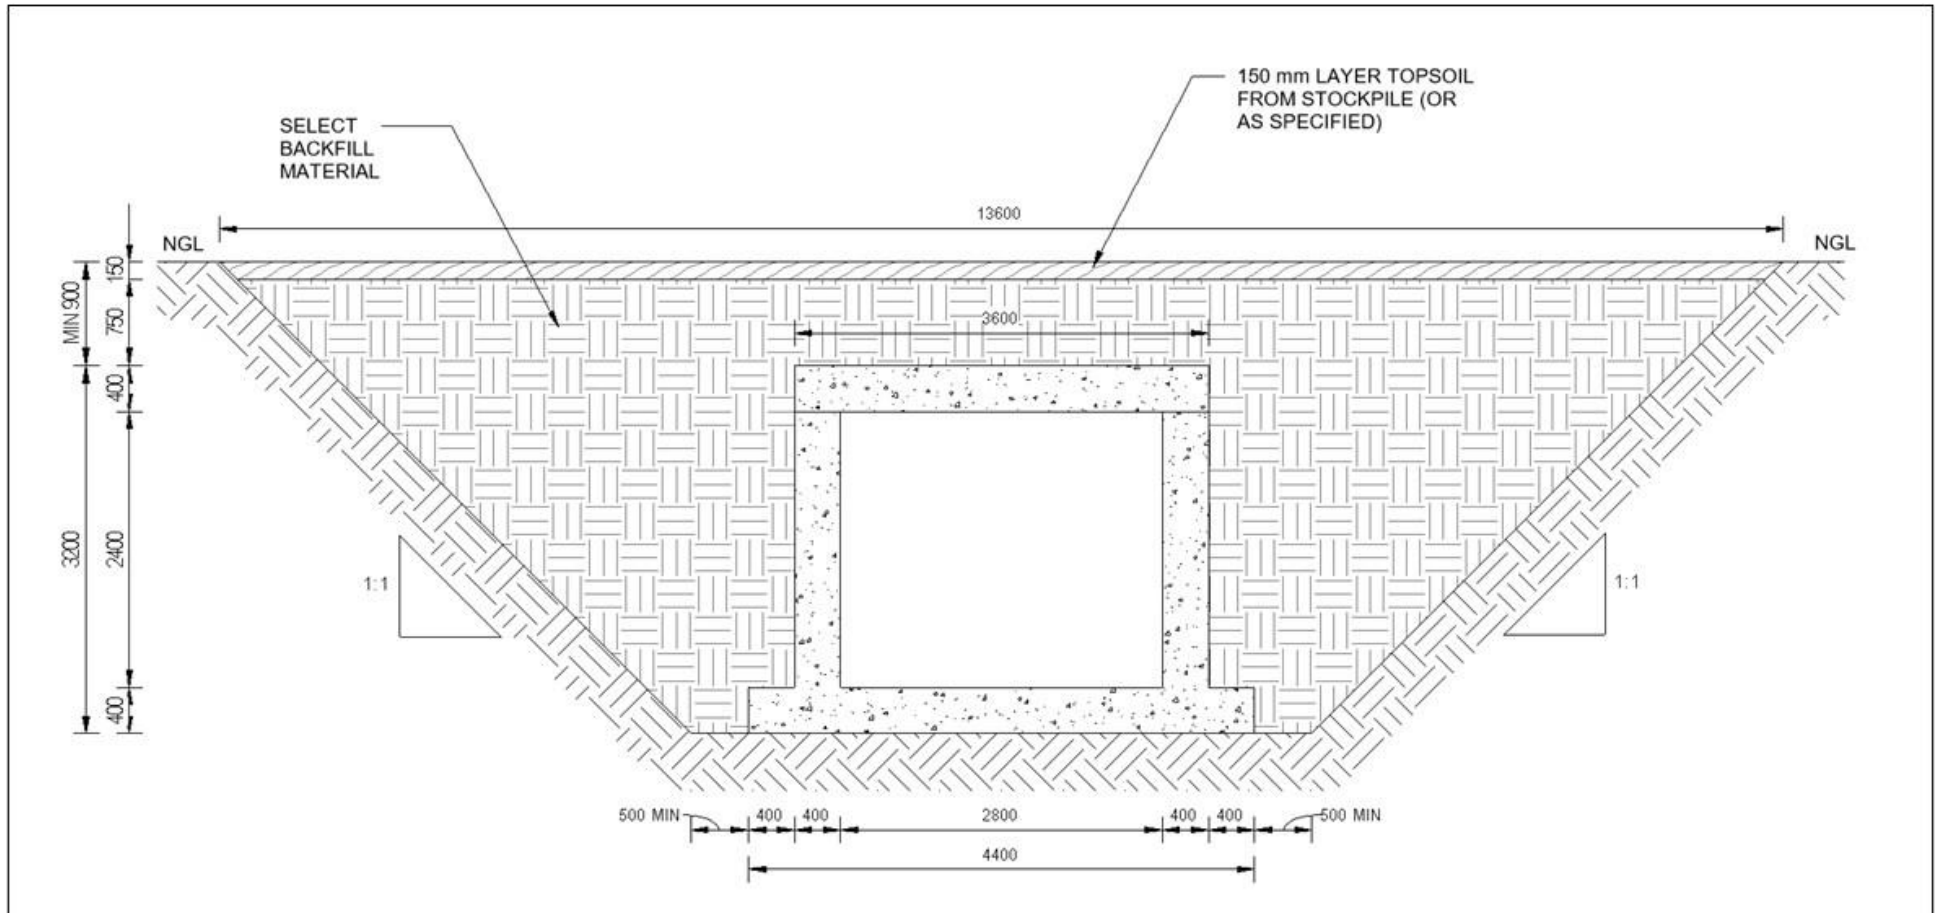 150 mm LAYER TOPSOIL
FROM STOCKPILE (OR
AS SPECIFIED)
SELECT
BACKFILL
MATERIAL
13600
NGL
NGL
150
MIN 900
750
3600
400
3200
2400
1:1
1:1
400
500 MIN
400
400
2800
400
400
500 MIN
4400